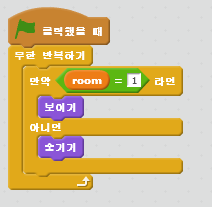 클릭했을 때
무한 반복하기
만약 room = 1 라면
보이기
아니면
숨기기